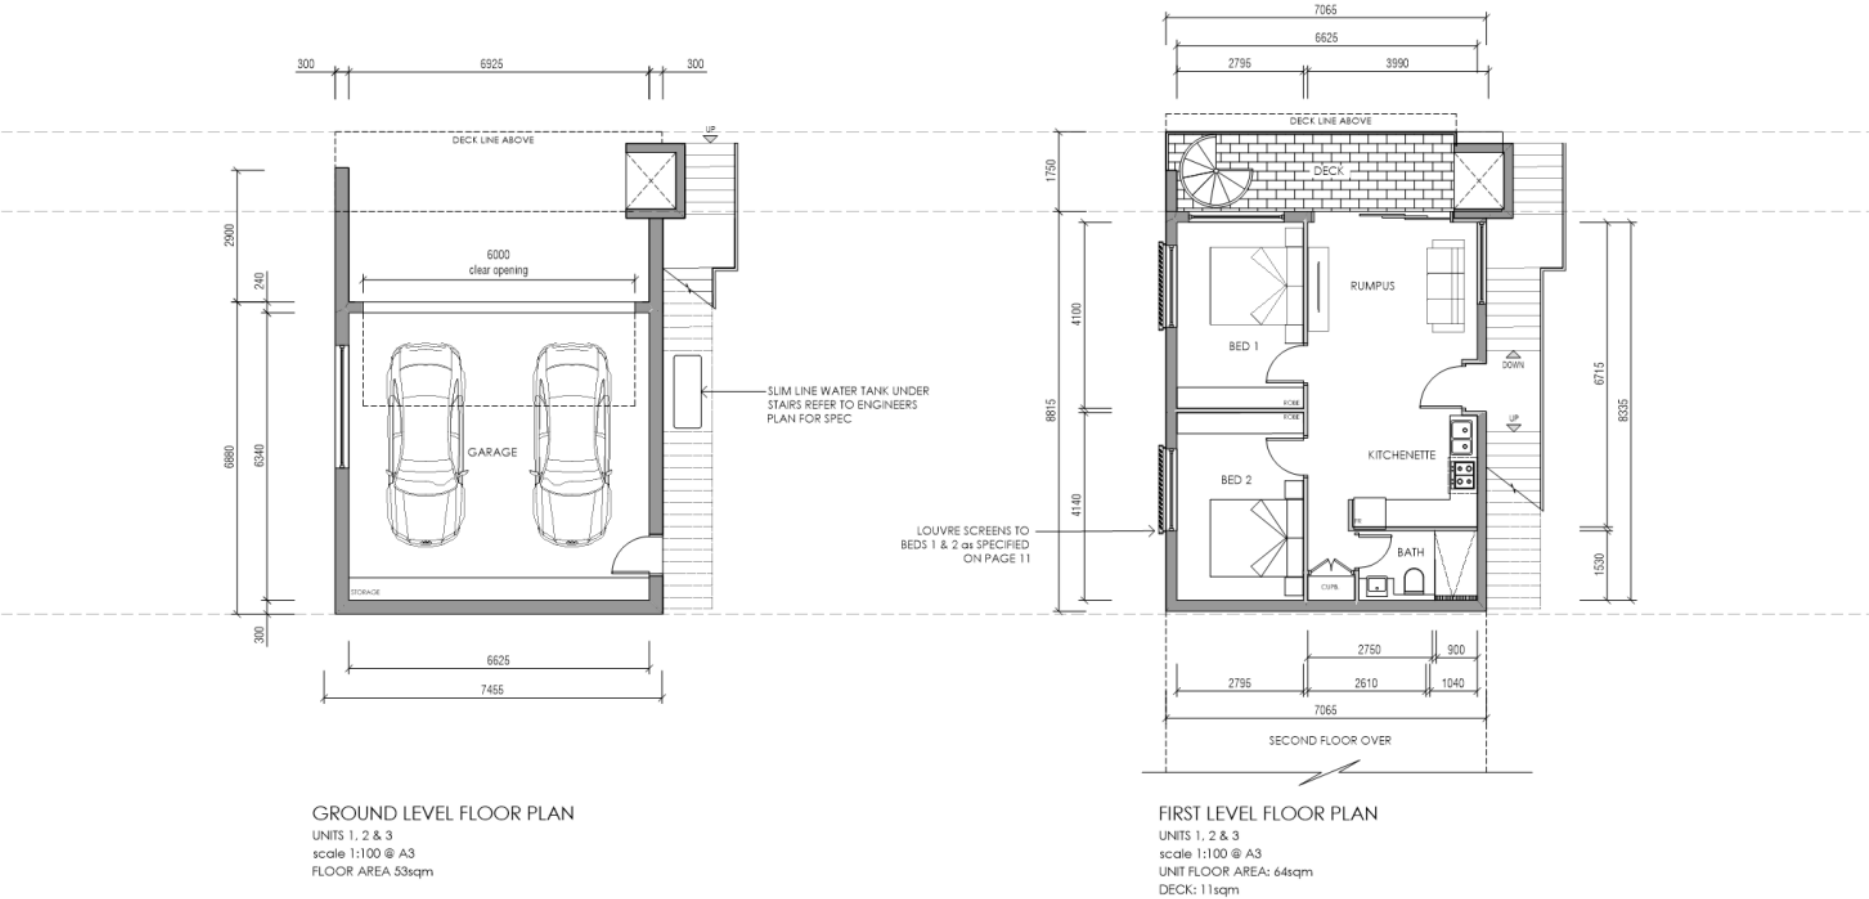 300
6925
300
DECK LINE ABOVE
UP
2900
240
6000
clear opening
SLIM LINE WATER TANK UNDER
STAIRS REFER TO ENGINEERS
PLAN FOR SPEC
GARAGE
6880
6340
STORAGE
300
6625
7455
GROUND LEVEL FLOOR PLAN
UNITS 1, 2 & 3
scale 1:100 @ A3
FLOOR AREA 53sqm
7065
6625
2795
3990
DECK LINE ABOVE
1750
DECK
RUMPUS
4100
BED 1
DOWN
6715
ROBE
8815
8335
ROBE
UP
KITCHENETTE
BED 2
4140
FR
LOUVRE SCREENS TO
BEDS 1 & 2 as SPECIFIED
ON PAGE 11
BATH
1530
CUPB.
2750
900
2795
2610
1040
7065
SECOND FLOOR OVER
FIRST LEVEL FLOOR PLAN
UNITS 1, 2 & 3
scale 1:100 @ A3
UNIT FLOOR AREA: 64sqm
DECK: 11sqm